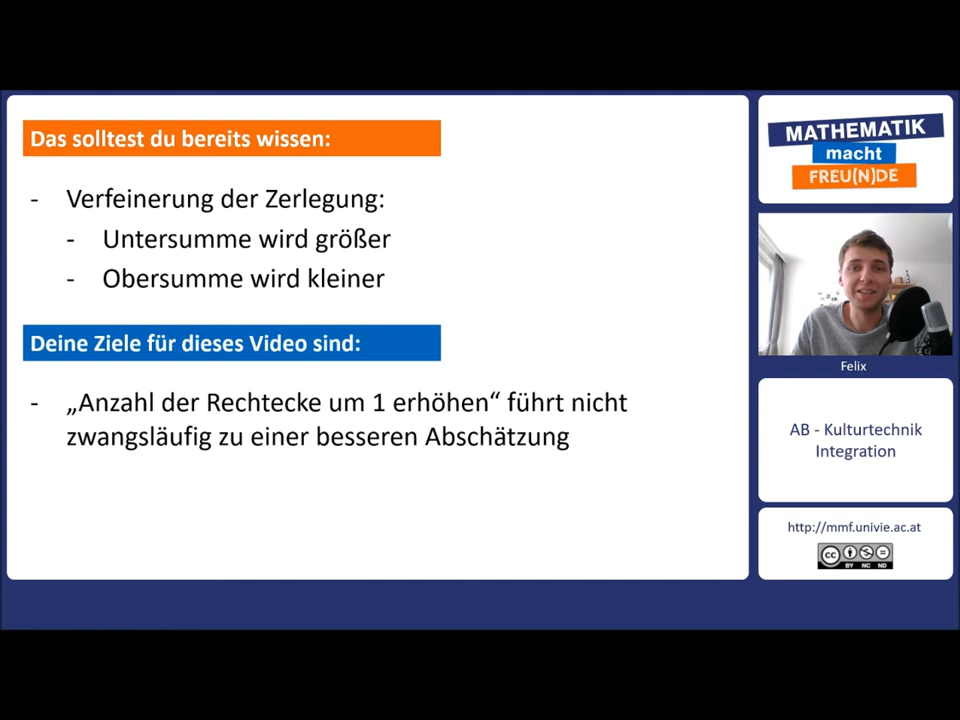 Das solltest du bereits wissen:
- Verfeinerung der Zerlegung:
- Untersumme wird größer
- Obersumme wird kleiner
Deine Ziele für dieses Video sind:
- „Anzahl der Rechtecke um 1 erhöhen“ führt nicht
zwangsläufig zu einer besseren Abschätzung
MATHEMATIK
macht
FREU(N)DE
Felix
AB - Kulturtechnik
Integration
http://mmf.univie.ac.at
cc
BY NC ND